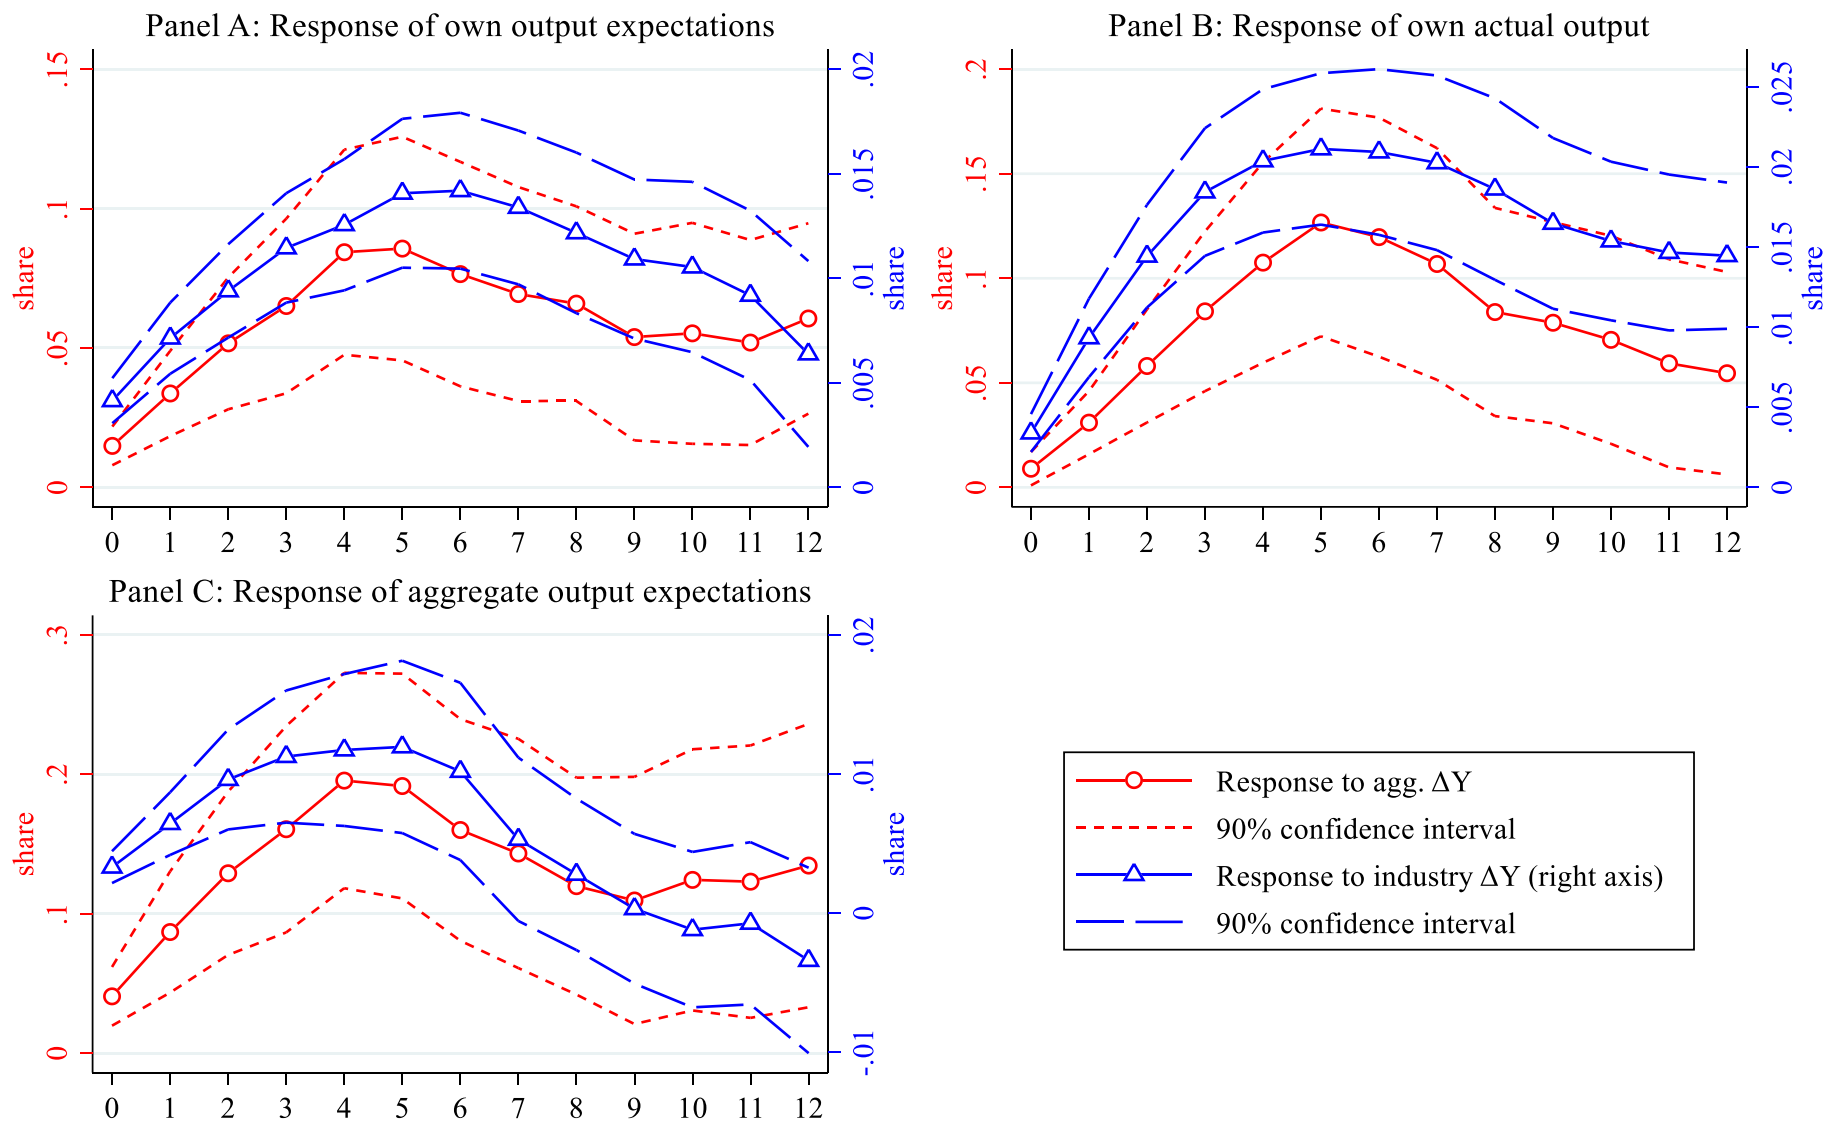 Panel A: Response of own output expectations
.15
.1
.05
0
share
.02
.015
.01
.005
0
share
0 1 2 3 4 5 6 7 8 9 10 11 12
Panel B: Response of own actual output
.2
.15
.1
.05
0
share
.025
.02
.015
.01
.005
0
share
0 1 2 3 4 5 6 7 8 9 10 11 12
Panel C: Response of aggregate output expectations
.3
.2
.1
0
share
.02
.01
0
-.01
share
0 1 2 3 4 5 6 7 8 9 10 11 12
Response to agg. ΔY
90% confidence interval
Response to industry ΔY (right axis)
90% confidence interval